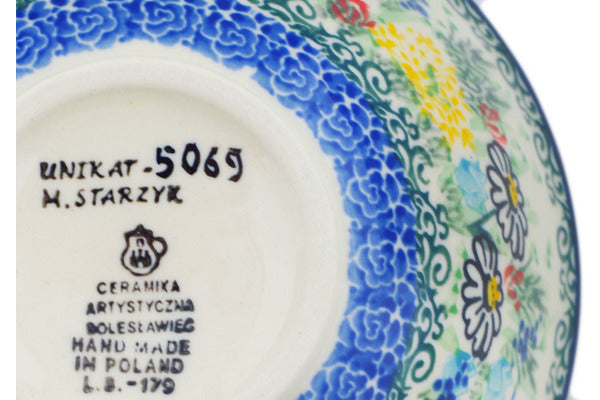 UNIKAT-5069
M. STARZYK
CERAMIKA
ARTYSTYCZNA
BOLESŁAWIEC
HAND MADE
IN POLAND
L.B.-179